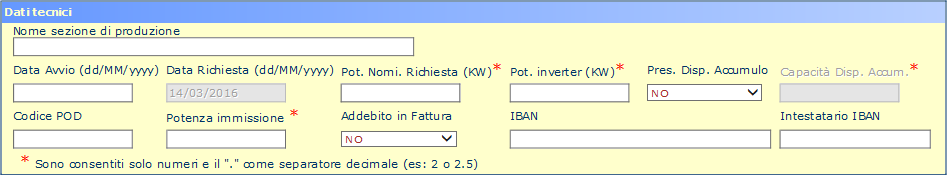 Dati tecnici
Nome sezione di produzione
Data Avvio (dd/MM/yyyy) Data Richiesta (dd/MM/yyyy) Pot. Nomi. Richiesta (KW)* Pot. inverter (KW)* Pres. Disp. Accumulo Capacità Disp. Accum.*
14/03/2016 NO
Codice POD Potenza immissione * Addebito in Fattura IBAN Intestatario IBAN
NO
* Sono consentiti solo numeri e il "." come separatore decimale (es: 2 o 2.5)